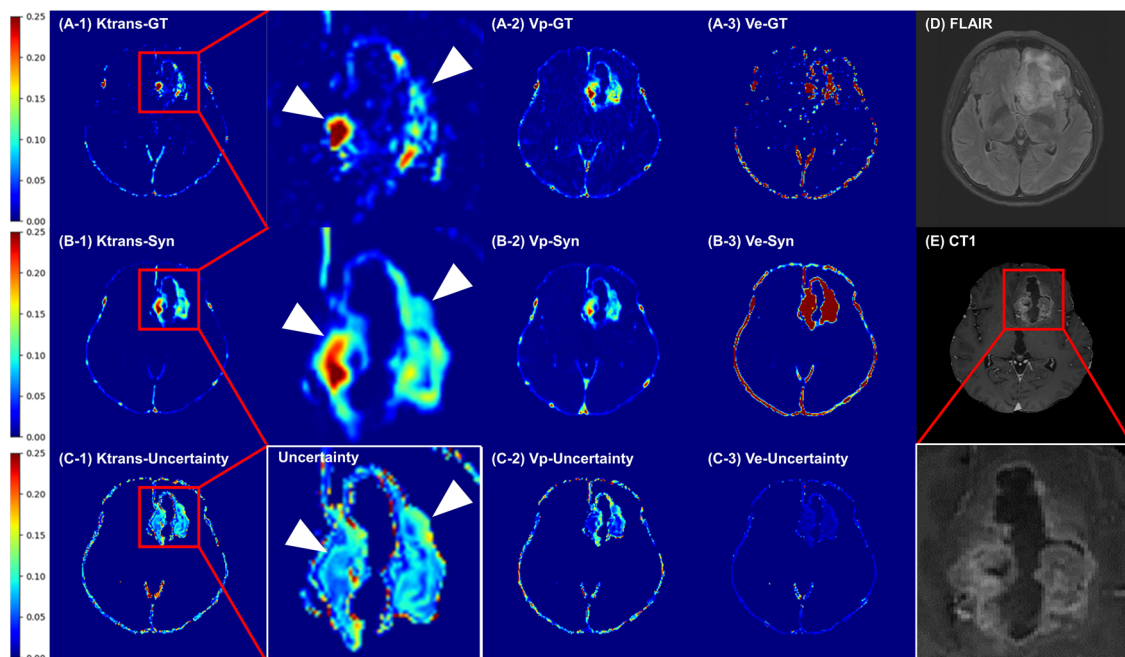 0.25
0.20
0.15
0.10
0.05
0.00
(A-1) Ktrans-GT
(A-2) Vp-GT
(A-3) Ve-GT
(D) FLAIR
0.25
0.20
0.15
0.10
0.05
0.00
(B-1) Ktrans-Syn
(B-2) Vp-Syn
(B-3) Ve-Syn
(E) CT1
0.25
0.20
0.15
0.10
0.05
0.00
(C-1) Ktrans-Uncertainty
Uncertainty
(C-2) Vp-Uncertainty
(C-3) Ve-Uncertainty